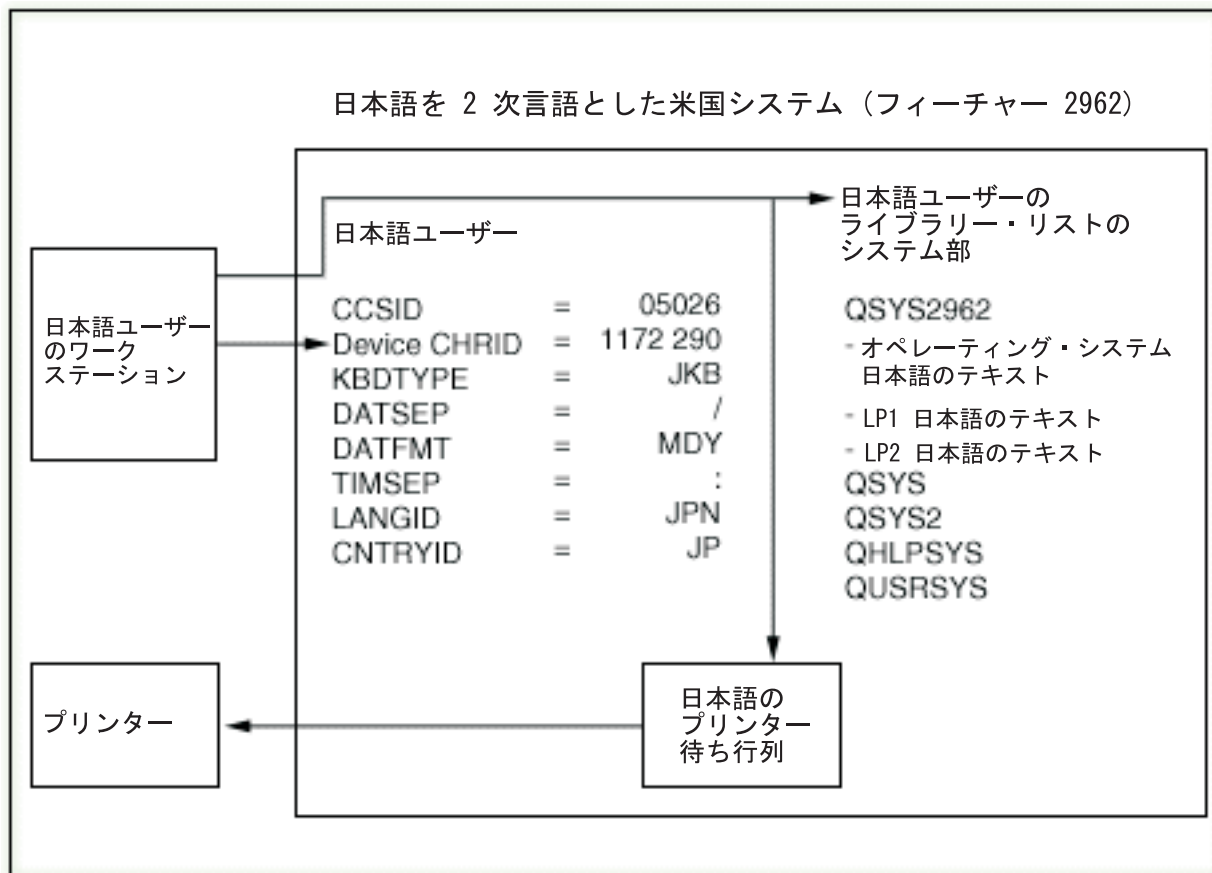 日本語を 2 次言語とした米国システム (フィーチャー 2962)
日本語ユーザー
のワーク
ステーション
日本語ユーザー
CCSID = 05026
Device CHRID = 1172 290
KBDTYPE = JKB
DATSEP = /
DATFMT = MDY
TIMSEP = :
LANGID = JPN
CNTRYID = JP
日本語ユーザーの
ライブラリー・リストの
システム部
QSYS2962
- オペレーティング・システム
日本語のテキスト
- LP1 日本語のテキスト
- LP2 日本語のテキスト
QSYS
QSYS2
QHLPSYS
QUSRSYS
プリンター
日本語の
プリンター
待ち行列